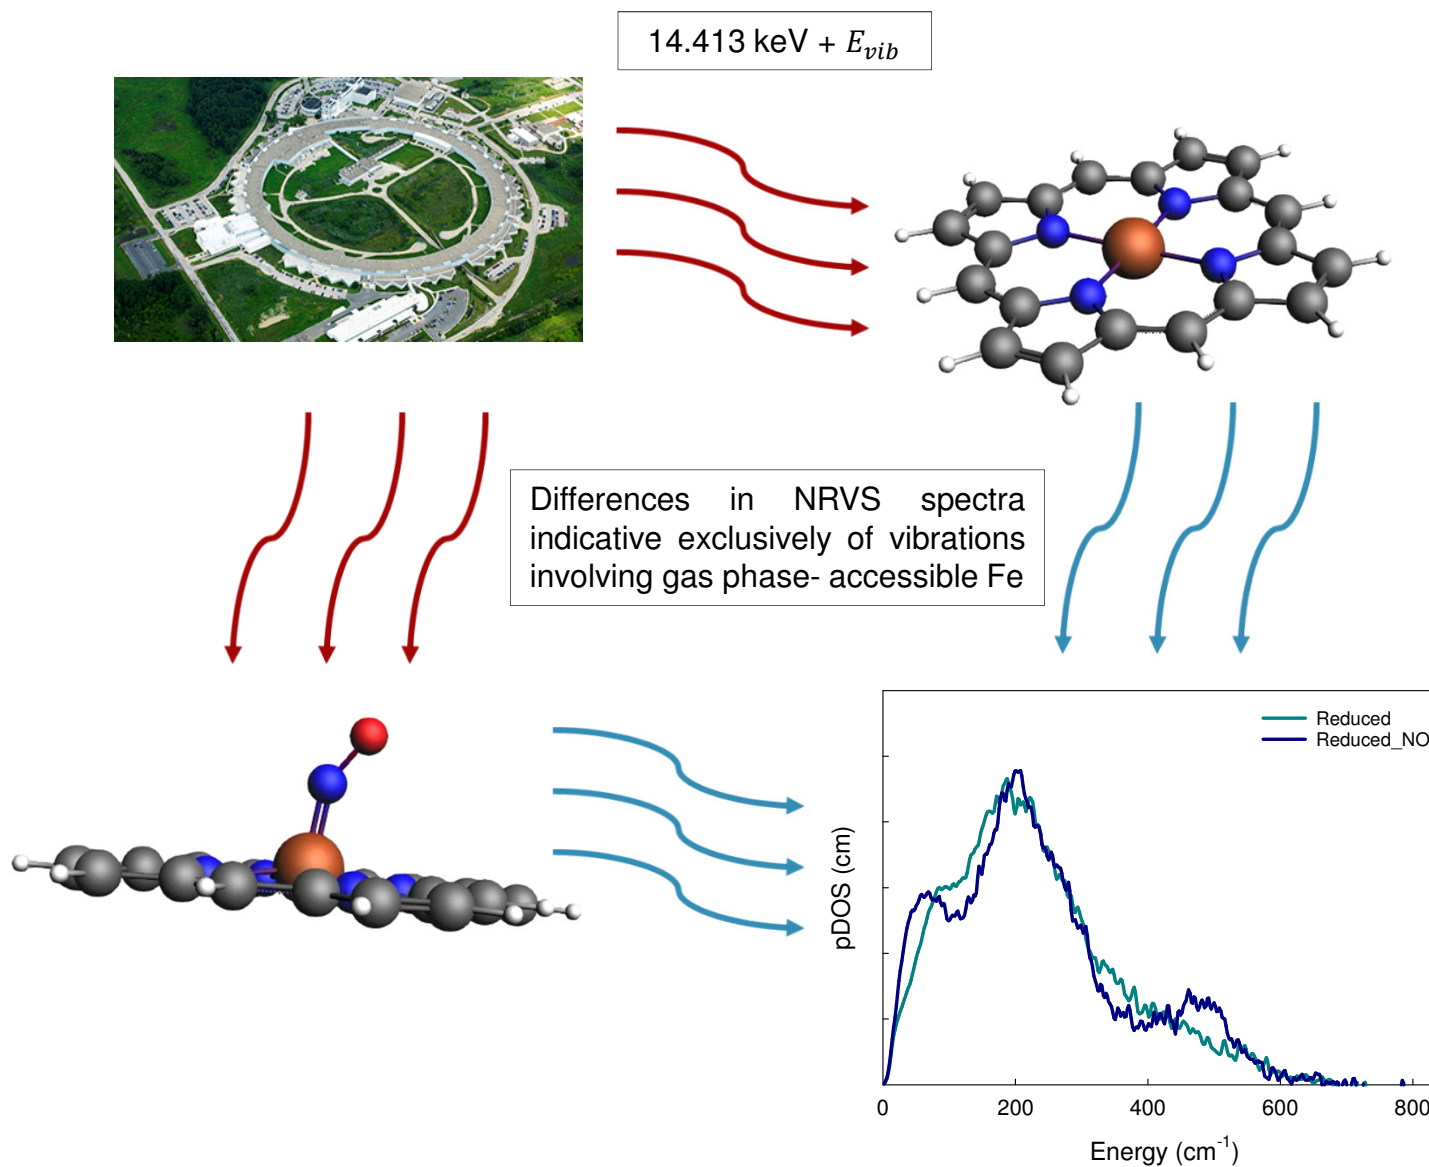 14.413 keV + E_vib
Differences in NRVS spectra
indicative exclusively of vibrations
involving gas phase- accessible Fe
Reduced
Reduced_NO
pDOS (cm)
0 200 400 600 800
Energy (cm⁻¹)